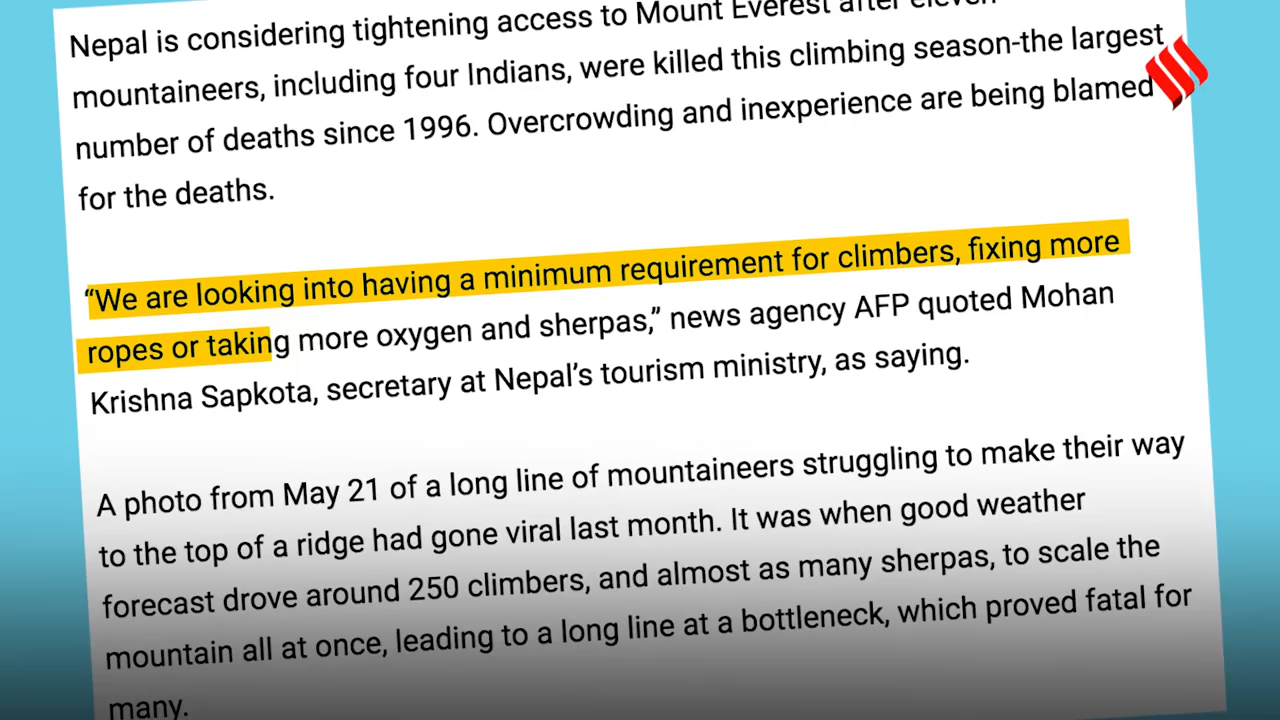 Nepal is considering tightening access to Mount Everest after eleven
mountaineers, including four Indians, were killed this climbing season-the largest
number of deaths since 1996. Overcrowding and inexperience are being blamed
for the deaths.
“We are looking into having a minimum requirement for climbers, fixing more
ropes or taking more oxygen and sherpas,” news agency AFP quoted Mohan
Krishna Sapkota, secretary at Nepal’s tourism ministry, as saying.
A photo from May 21 of a long line of mountaineers struggling to make their way
to the top of a ridge had gone viral last month. It was when good weather
forecast drove around 250 climbers, and almost as many sherpas, to scale the
mountain all at once, leading to a long line at a bottleneck, which proved fatal for
many.